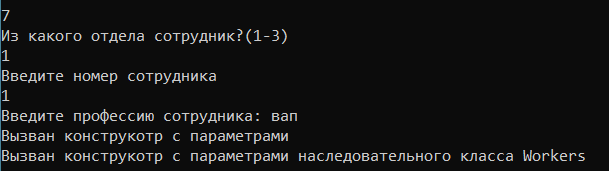 7
Из какого отдела сотрудник?(1-3)
1
Введите номер сотрудника
1
Введите профессию сотрудника: вап
Вызван конструкотр с параметрами
Вызван конструкотр с параметрами наследовательного класса Workers